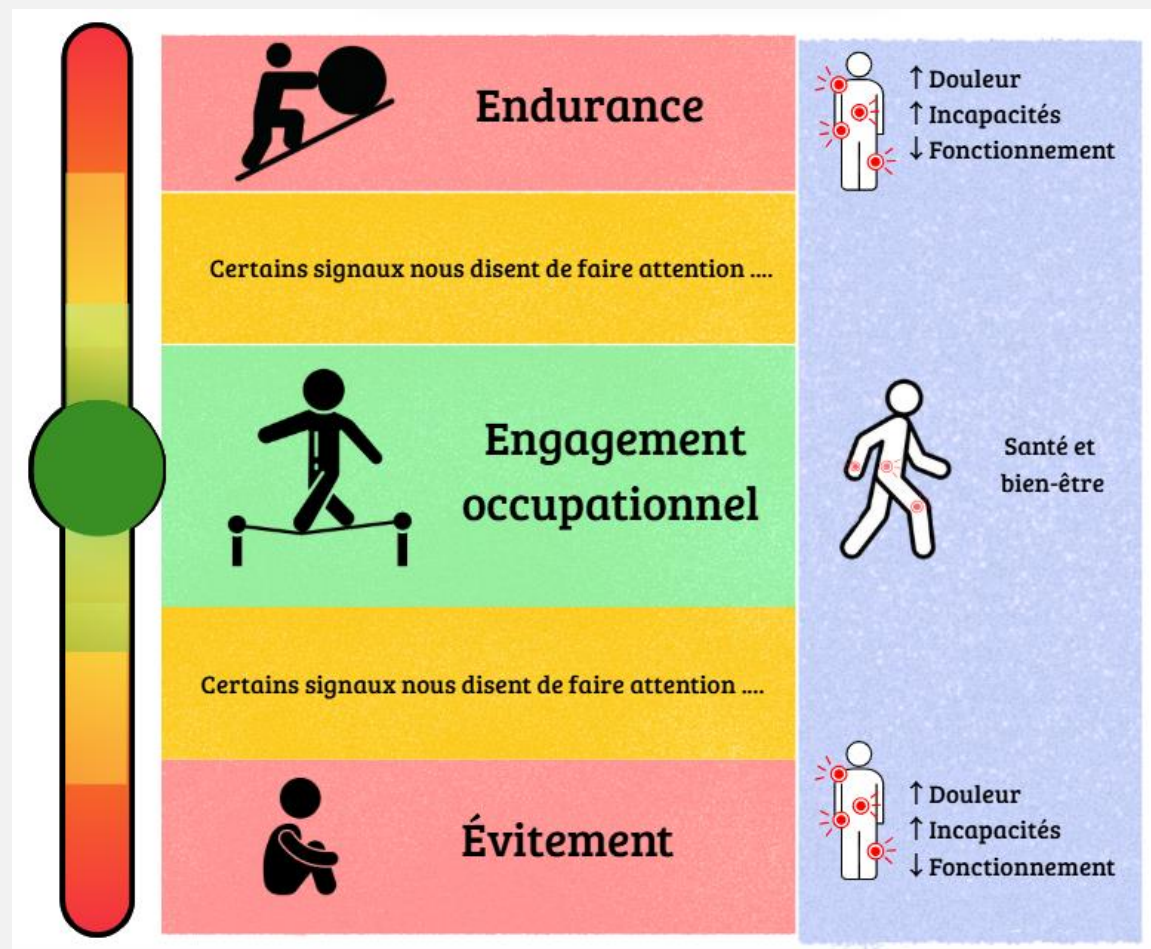 Endurance
↑ Douleur
↑ Incapacités
↓ Fonctionnement
Certains signaux nous disent de faire attention ....
Engagement
occupationnel
Santé et
bien-être
Certains signaux nous disent de faire attention ....
Évitement
↑ Douleur
↑ Incapacités
↓ Fonctionnement